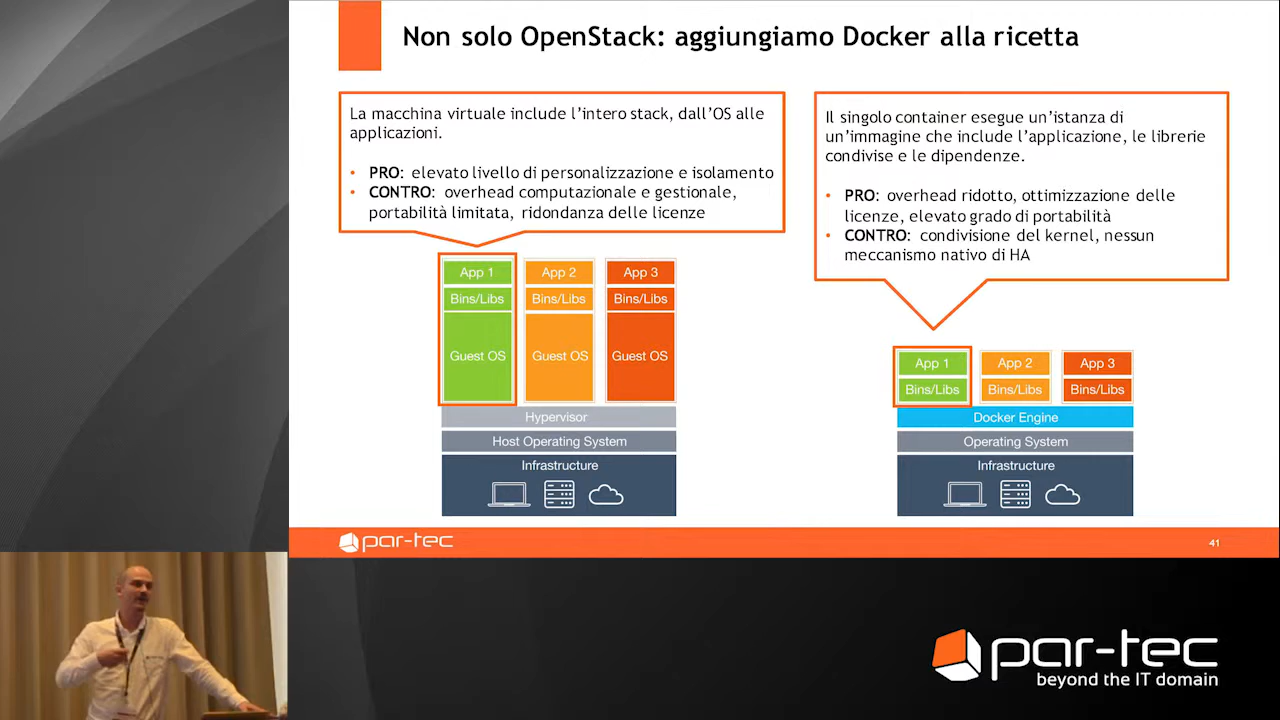 Non solo OpenStack: aggiungiamo Docker alla ricetta
La macchina virtuale include l'intero stack, dall'OS alle
applicazioni.
• PRO: elevato livello di personalizzazione e isolamento
• CONTRO: overhead computazionale e gestionale,
portabilità limitata, ridondanza delle licenze
Il singolo container esegue un'istanza di
un'immagine che include l'applicazione, le librerie
condivise e le dipendenze.
• PRO: overhead ridotto, ottimizzazione delle
licenze, elevato grado di portabilità
• CONTRO: condivisione del kernel, nessun
meccanismo nativo di HA
App 1 App 2 App 3
Bins/Libs Bins/Libs Bins/Libs
Guest OS Guest OS Guest OS
Hypervisor
Host Operating System
Infrastructure
App 1 App 2 App 3
Bins/Libs Bins/Libs Bins/Libs
Docker Engine
Operating System
Infrastructure
par-tec
41
par-tec
beyond the IT domain